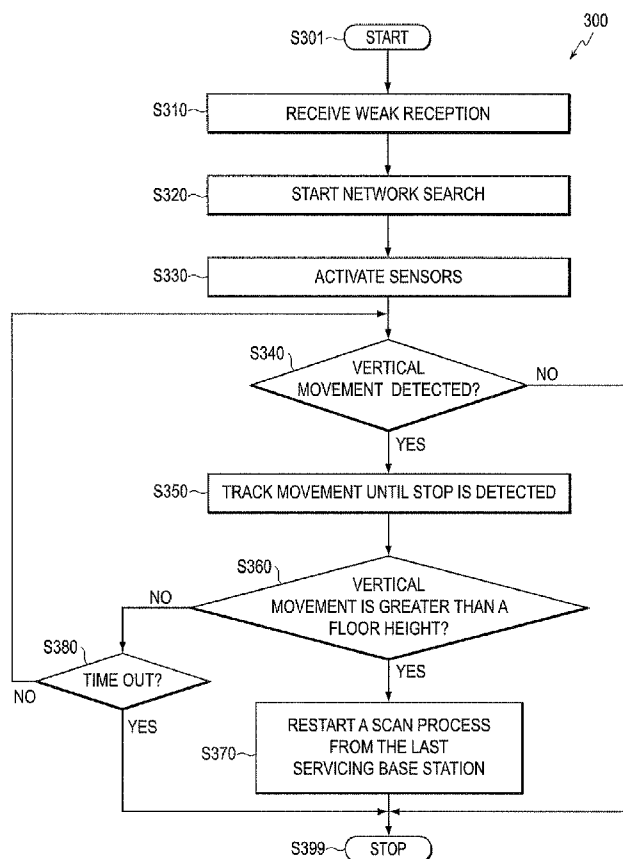 300
S301
START
S310
RECEIVE WEAK RECEPTION
S320
START NETWORK SEARCH
S330
ACTIVATE SENSORS
S340
VERTICAL
MOVEMENT DETECTED?
NO
YES
S350
TRACK MOVEMENT UNTIL STOP IS DETECTED
S360
VERTICAL
MOVEMENT IS GREATER THAN A
FLOOR HEIGHT?
NO
YES
S380
TIME OUT?
NO
YES
S370
RESTART A SCAN PROCESS
FROM THE LAST
SERVICING BASE STATION
S399
STOP